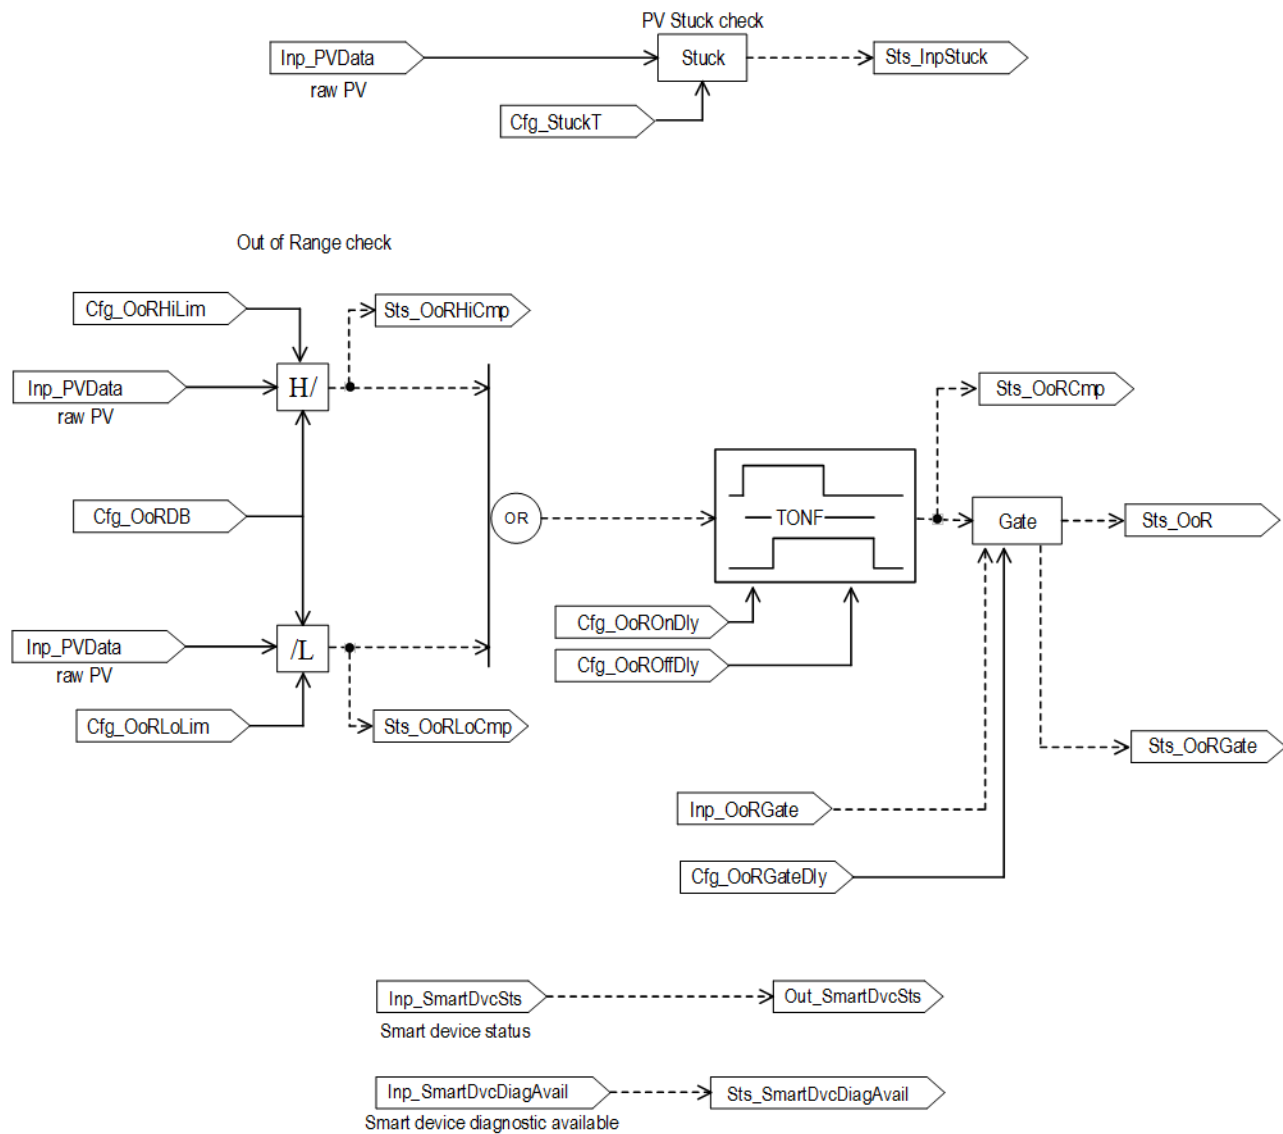 PV Stuck check
Inp_PVData
Stuck
Sts_InpStuck
raw PV
Cfg_StuckT
Out of Range check
Cfg_OoRHiLim
Sts_OoRHiCmp
Inp_PVData
H/
Sts_OoRCmp
raw PV
Cfg_OoRDB
OR
TONF
Gate
Sts_OoR
Inp_PVData
/L
Cfg_OoROnDly
raw PV
Cfg_OoROffDly
Cfg_OoRLoLim
Sts_OoRLoCmp
Sts_OoRGate
Inp_OoRGate
Cfg_OoRGateDly
Inp_SmartDvcSts
Out_SmartDvcSts
Smart device status
Inp_SmartDvcDiagAvail
Sts_SmartDvcDiagAvail
Smart device diagnostic available